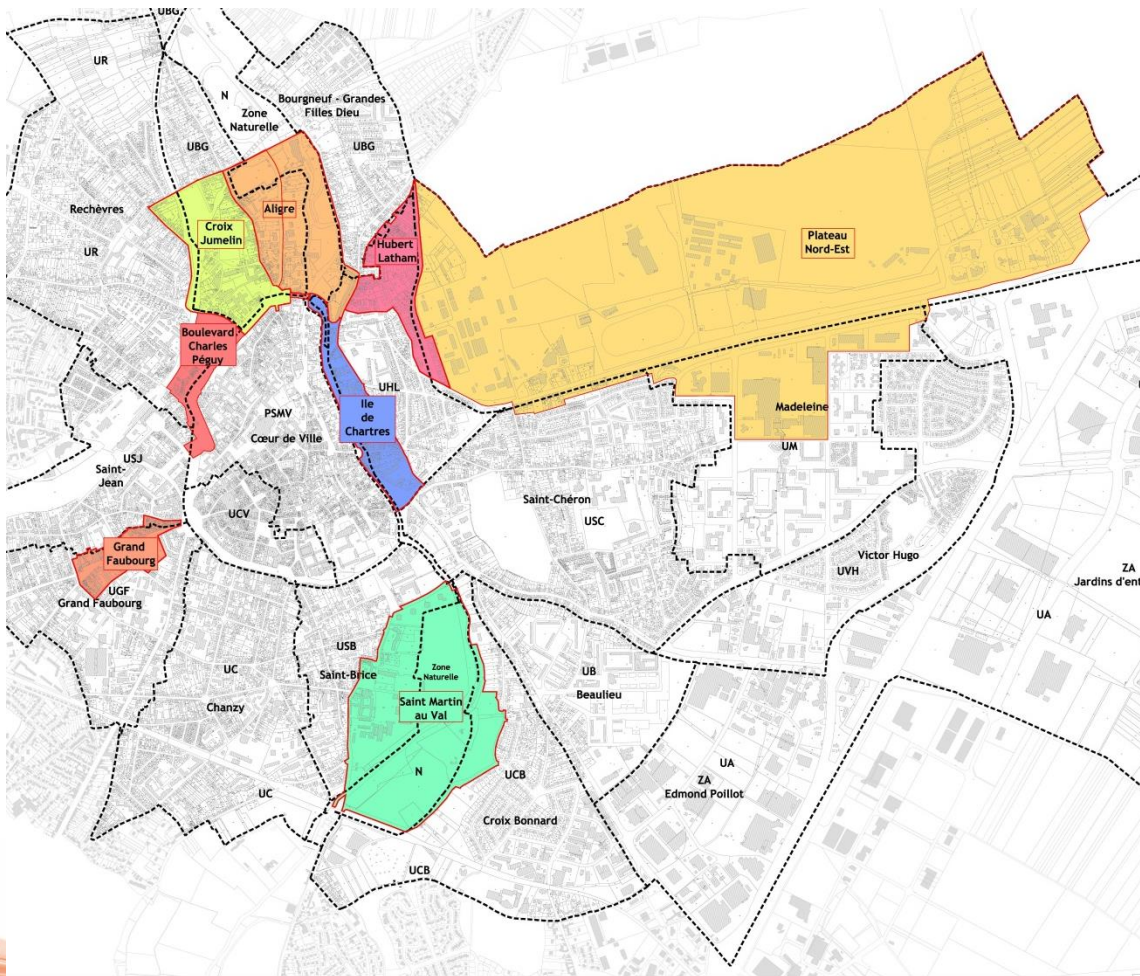 UBG
UR
N
Zone
Naturelle
Bourgneuf - Grandes
Filles Dieu
UBG
UBG
Rechèvres
UR
Croix
Jumelin
Aligre
Hubert
Latham
Plateau
Nord-Est
Boulevard
Charles
Péguy
UHL
Ile
de
Chartres
PSMV
Cœur de Ville
Madeleine
UM
USJ
Saint-
Jean
UCV
Saint-Chéron
USC
Grand
Faubourg
UGF
Grand Faubourg
Victor Hugo
UVH
ZA
Jardins d'ent
UA
USB
Saint-Brice
Zone
Naturelle
Saint Martin
au Val
N
UC
Chanzy
UB
Beaulieu
UA
ZA
Edmond Poillot
UC
UCB
Croix Bonnard
UCB